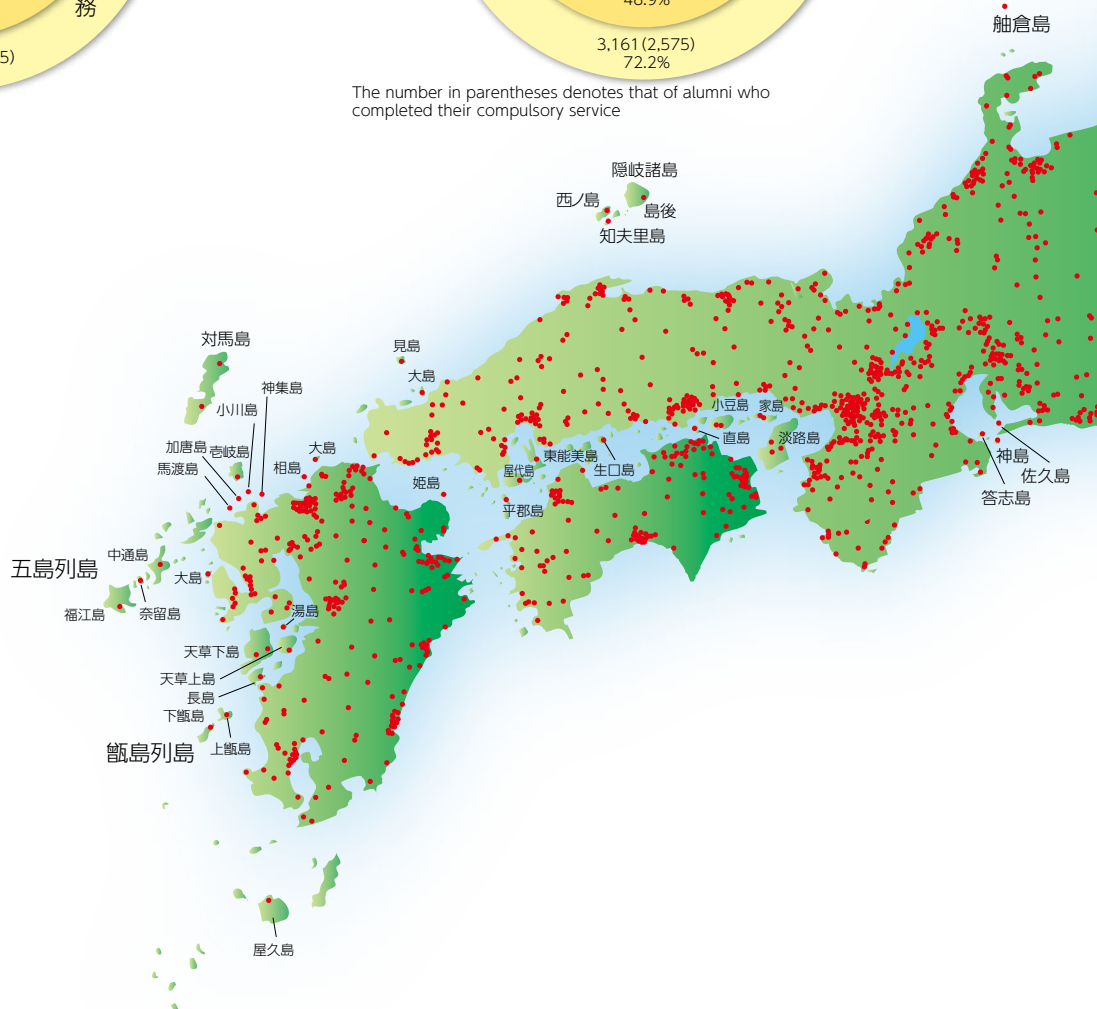 務
5)
48.9%
3,161 (2,575)
72.2%
The number in parentheses denotes that of alumni who
completed their compulsory service
舳倉島
隠岐諸島
西ノ島
島後
知夫里島
対馬島
見島
大島
神集島
小川島
加唐島
壱岐島
馬渡島
相島
大島
姫島
屋代島
東能美島
生口島
平郡島
小豆島
家島
直島
淡路島
神島
佐久島
答志島
中通島
五島列島
大島
福江島
奈留島
湯島
天草下島
天草上島
長島
下甑島
上甑島
甑島列島
屋久島